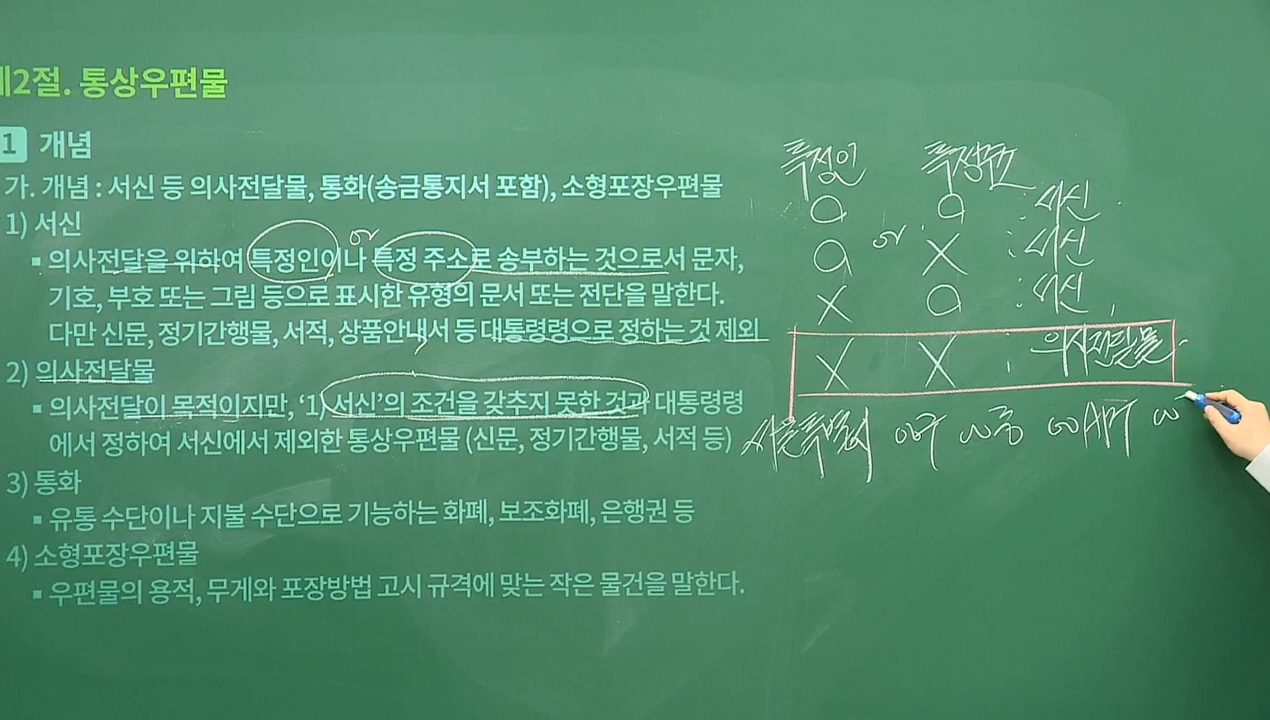 제2절. 통상우편물
1 개념
가. 개념 : 서신 등 의사전달물, 통화(송금통지서 포함), 소형포장우편물
1) 서신
▪ 의사전달을 위하여 특정인이나 특정 주소로 송부하는 것으로서 문자,
기호, 부호 또는 그림 등으로 표시한 유형의 문서 또는 전단을 말한다.
다만 신문, 정기간행물, 서적, 상품안내서 등 대통령령으로 정하는 것 제외
2) 의사전달물
▪ 의사전달이 목적이지만, ‘1) 서신’의 조건을 갖추지 못한 것과 대통령령
에서 정하여 서신에서 제외한 통상우편물 (신문, 정기간행물, 서적 등)
3) 통화
▪ 유통 수단이나 지불 수단으로 기능하는 화폐, 보조화폐, 은행권 등
4) 소형포장우편물
▪ 우편물의 용적, 무게와 포장방법 고시 규격에 맞는 작은 물건을 말한다.
or
특정인 특정주소
O O : 서신
O or X : 서신
X O : 서신
X X : 의사전달물
서울특별시 OO구 OO동 OOAPT